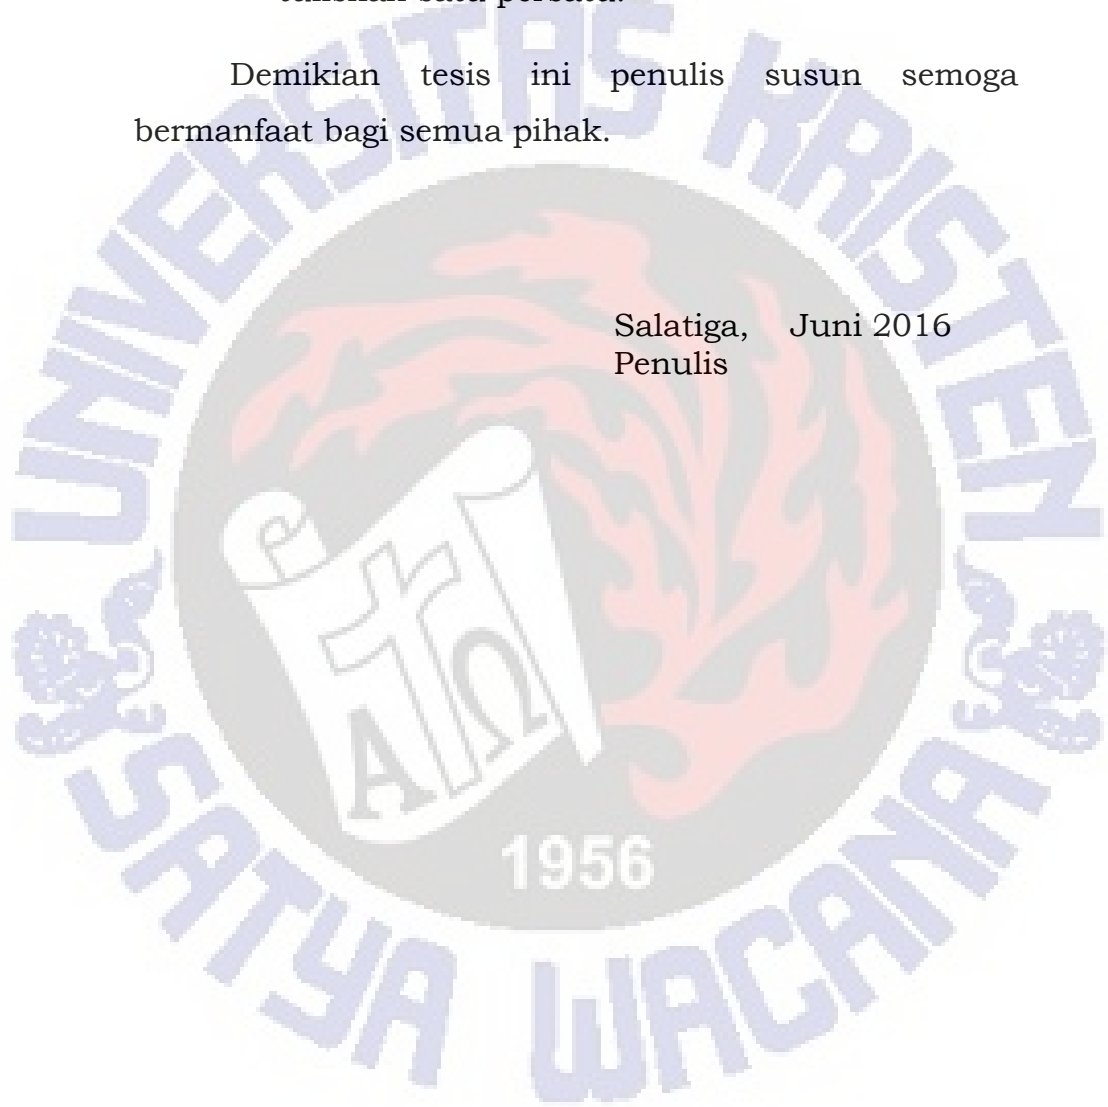 Demikian tesis ini penulis susun semoga
bermanfaat bagi semua pihak.
Salatiga, Juni 2016
Penulis
UNIVERSITAS KRISTEN
SATYA WACANA
Α Ω
1956